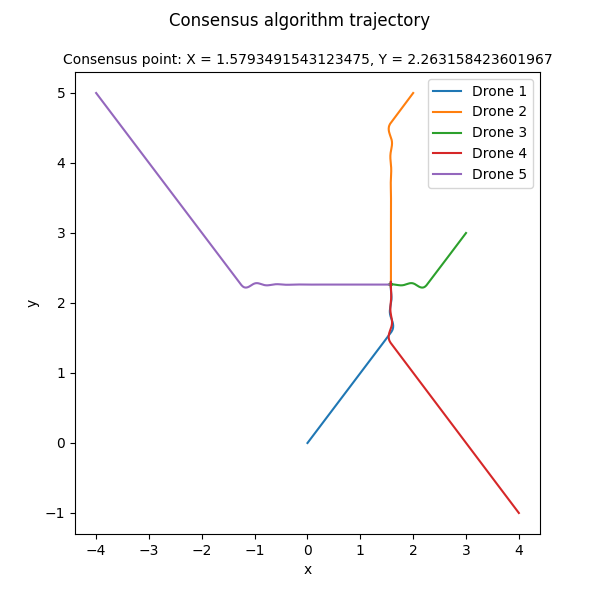 Consensus algorithm trajectory
Consensus point: X = 1.5793491543123475, Y = 2.263158423601967
Drone 1
Drone 2
Drone 3
Drone 4
Drone 5
5
4
3
2
1
0
−1
y
−4 −3 −2 −1 0 1 2 3 4
x